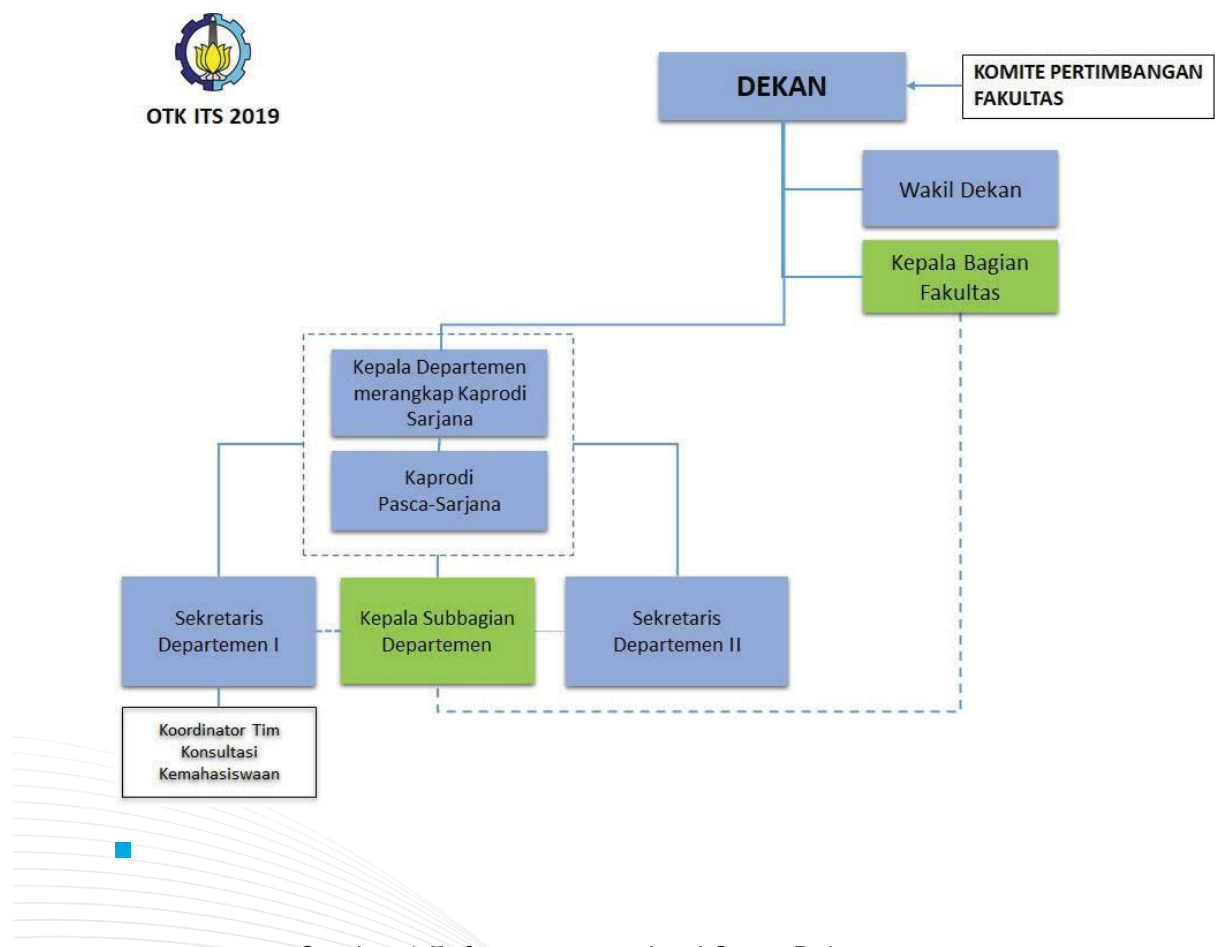 OTK ITS 2019
DEKAN
KOMITE PERTIMBANGAN
FAKULTAS
Wakil Dekan
Kepala Bagian
Fakultas
Kepala Departemen
merangkap Kaprodi
Sarjana
Kaprodi
Pasca-Sarjana
Sekretaris
Departemen I
Kepala Subbagian
Departemen
Sekretaris
Departemen II
Koordinator Tim
Konsultasi
Kemahasiswaan